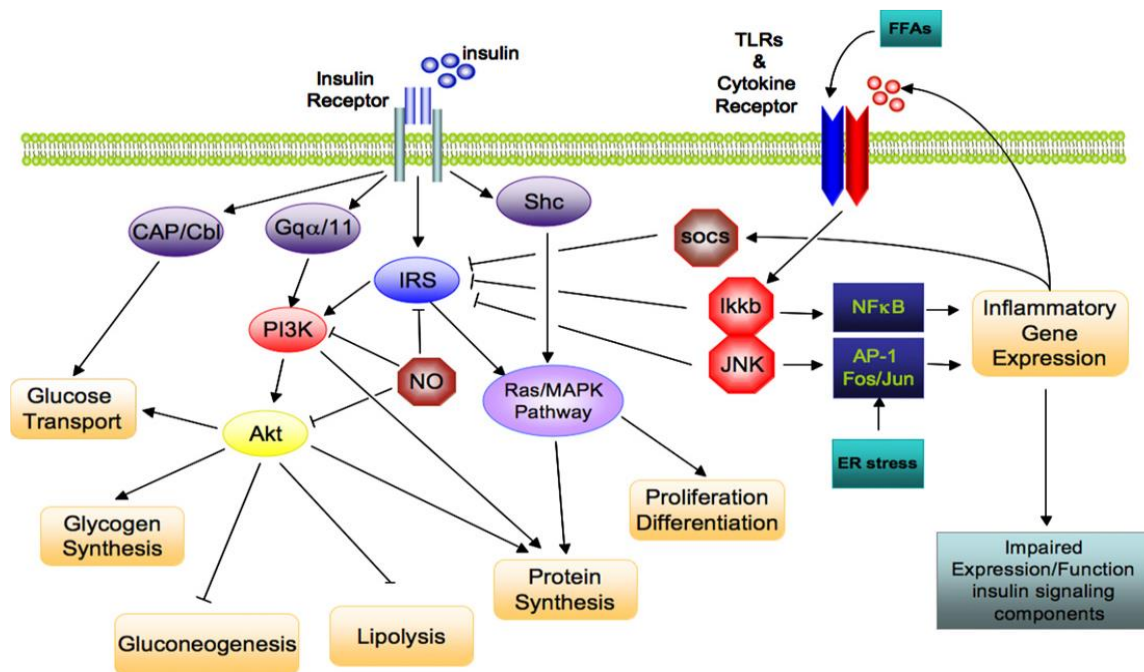 insulin
Insulin
Receptor
TLRs
&
Cytokine
Receptor
FFAs
CAP/Cbl
Gqα/11
Shc
IRS
socs
PI3K
NO
Ikkb
JNK
NFκB
AP-1
Fos/Jun
Inflammatory
Gene
Expression
Glucose
Transport
Akt
Ras/MAPK
Pathway
ER stress
Glycogen
Synthesis
Proliferation
Differentiation
Gluconeogenesis
Lipolysis
Protein
Synthesis
Impaired
Expression/Function
insulin signaling
components